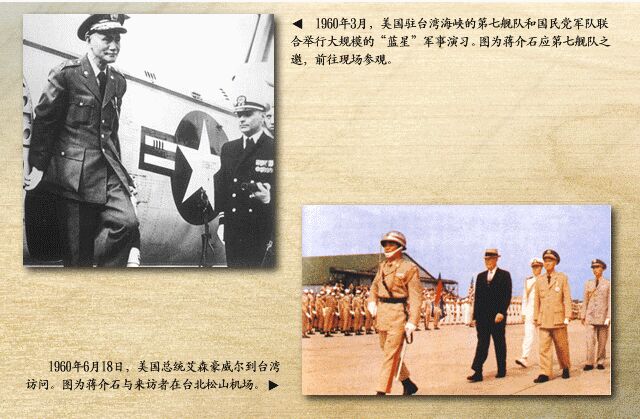 ◀ 1960年3月，美国驻台湾海峡的第七舰队和国民党军队联
合举行大规模的“蓝星”军事演习。图为蒋介石应第七舰队之
邀，前往现场参观。
1960年6月18日，美国总统艾森豪威尔到台湾
访问。图为蒋介石与来访者在台北松山机场。▶